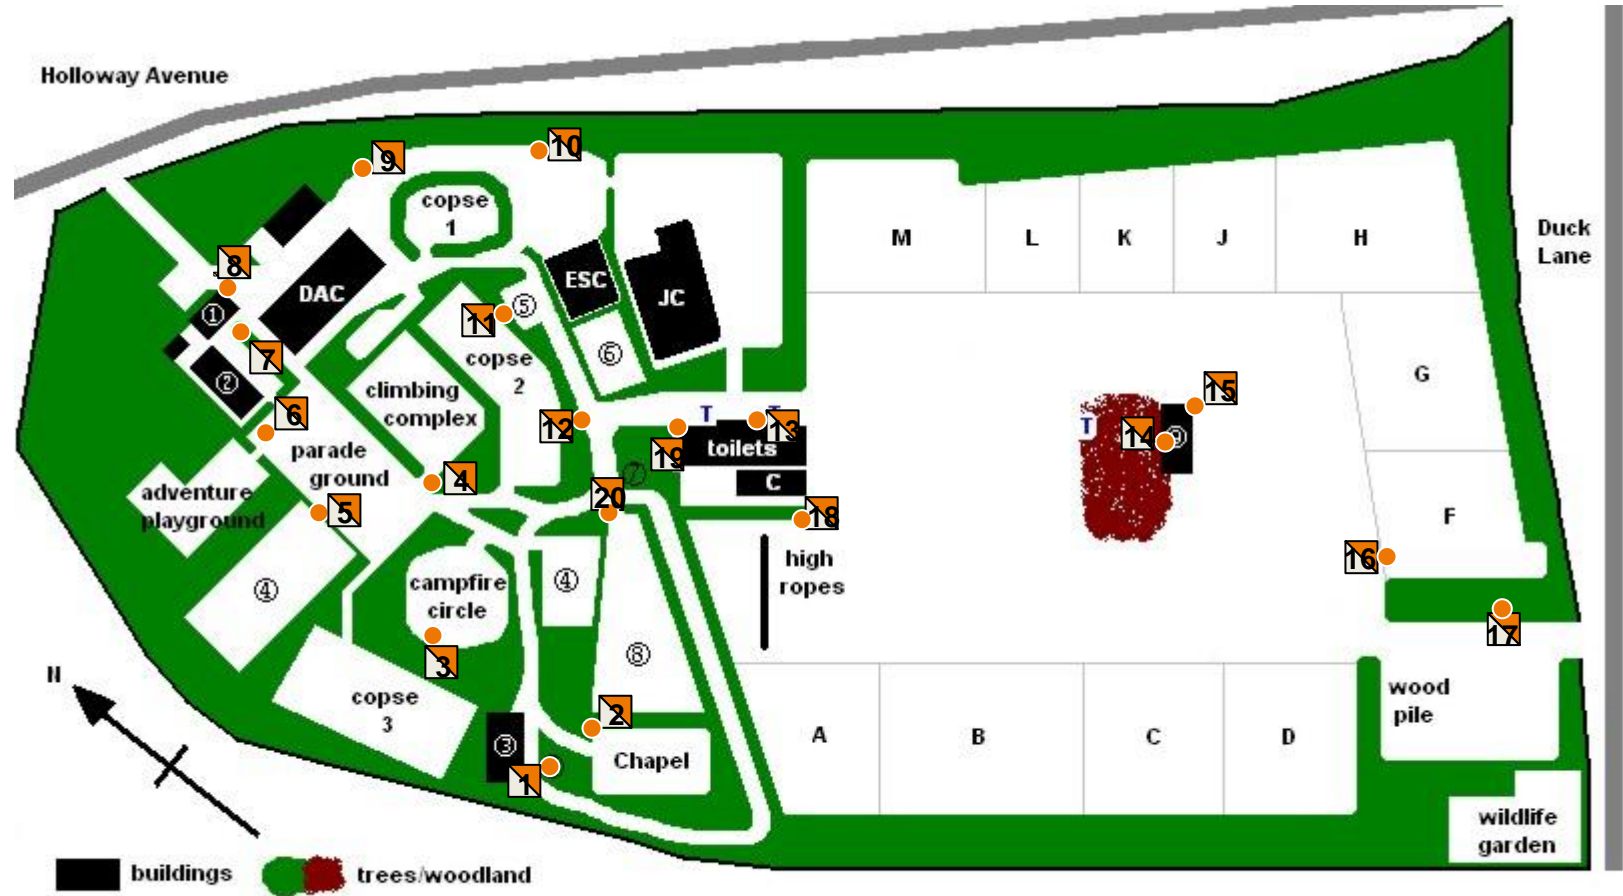 Holloway Avenue
10
9
copse
1
M
L
K
J
H
Duck
Lane
8
DAC
ESC
JC
①
11
⑤
⑥
7
copse
2
②
climbing
complex
G
15
6
12
T
T
13
T
14
⑨
19
toilets
parade
ground
4
⑦
C
adventure
playground
5
20
18
F
16
④
campfire
circle
④
high
ropes
3
⑧
17
N
copse
3
2
wood
pile
③
1
Chapel
A
B
C
D
wildlife
garden
buildings
trees/woodland